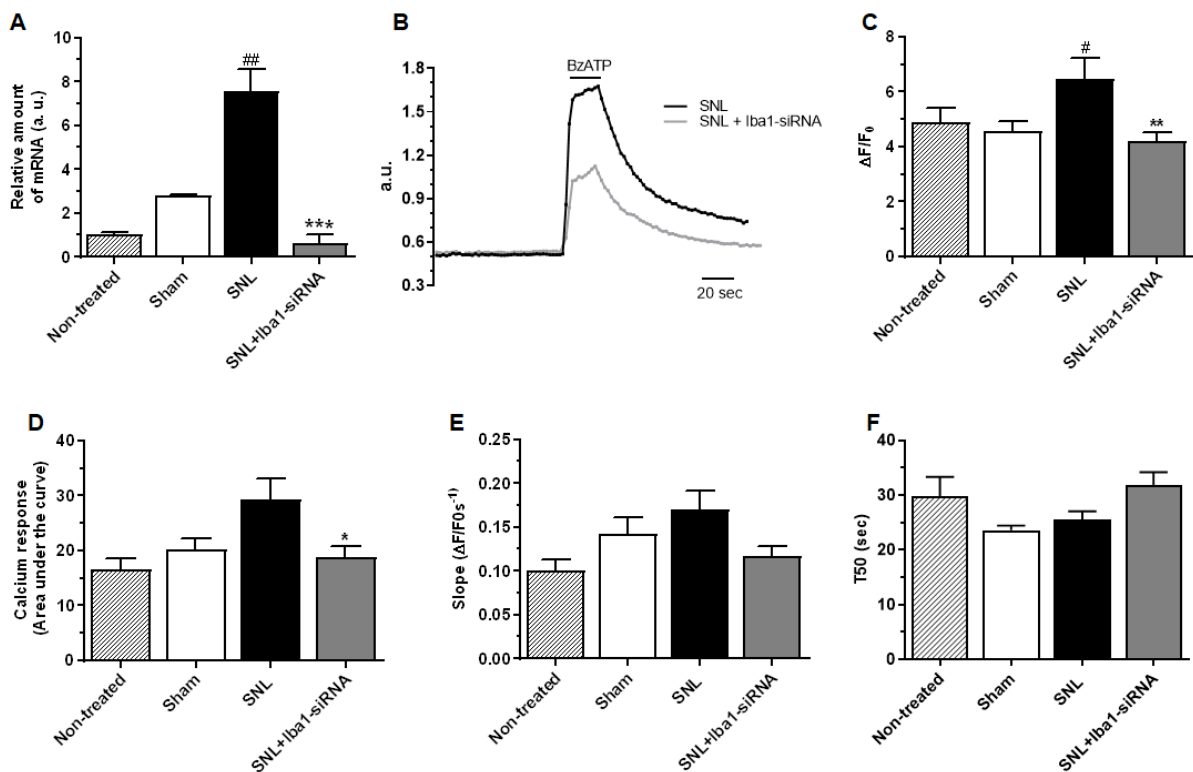 A
Relative amount
of mRNA (a. u.)
10
8
6
4
2
0
##
***
Non-treated
Sham
SNL
SNL+Iba1-siRNA
B
a.u.
1.8
1.5
1.2
0.9
0.6
0.3
BzATP
SNL
SNL + Iba1-siRNA
20 sec
C
ΔF/F0
8
6
4
2
0
#
**
Non-treated
Sham
SNL
SNL+Iba1-siRNA
D
Calcium response
(Area under the curve)
40
30
20
10
0
*
Non-treated
Sham
SNL
SNL+Iba1-siRNA
E
Slope (ΔF/F0s-1)
0.25
0.20
0.15
0.10
0.05
0.00
Non-treated
Sham
SNL
SNL+Iba1-siRNA
F
T50 (sec)
40
30
20
10
0
Non-treated
Sham
SNL
SNL+Iba1-siRNA